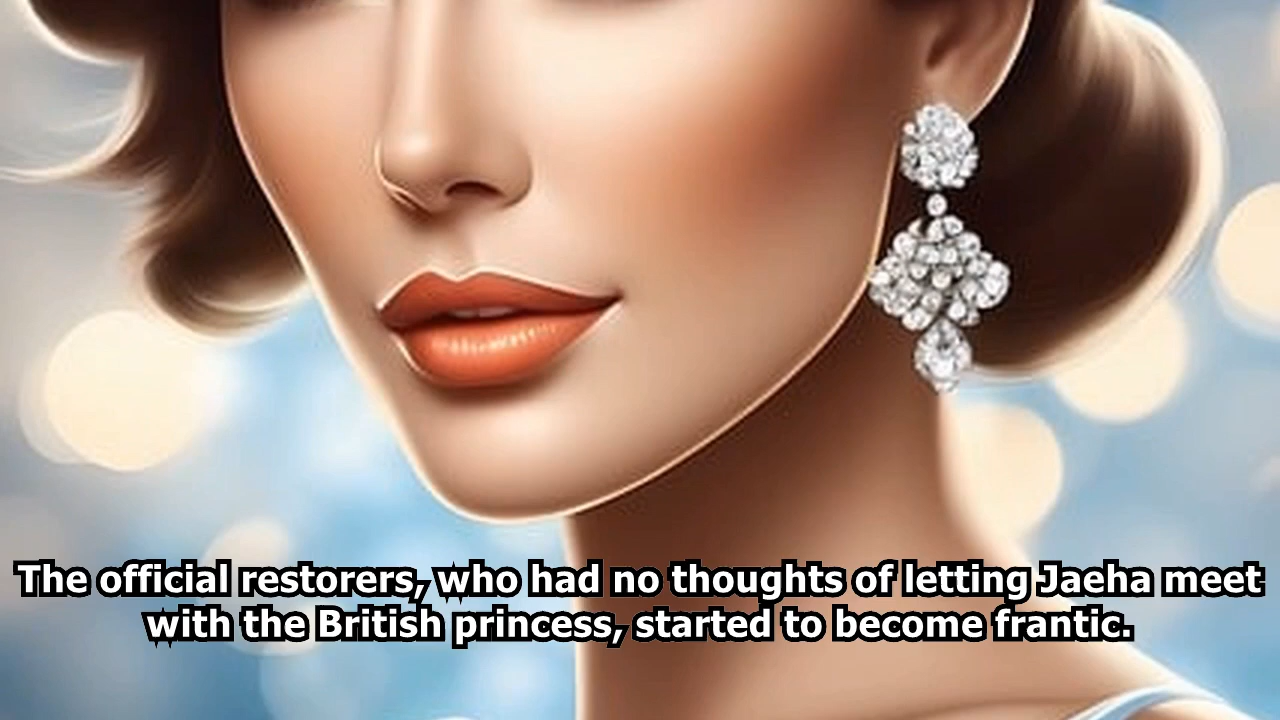 The official restorers, who had no thoughts of letting Jaeha meet
with the British princess, started to become frantic.